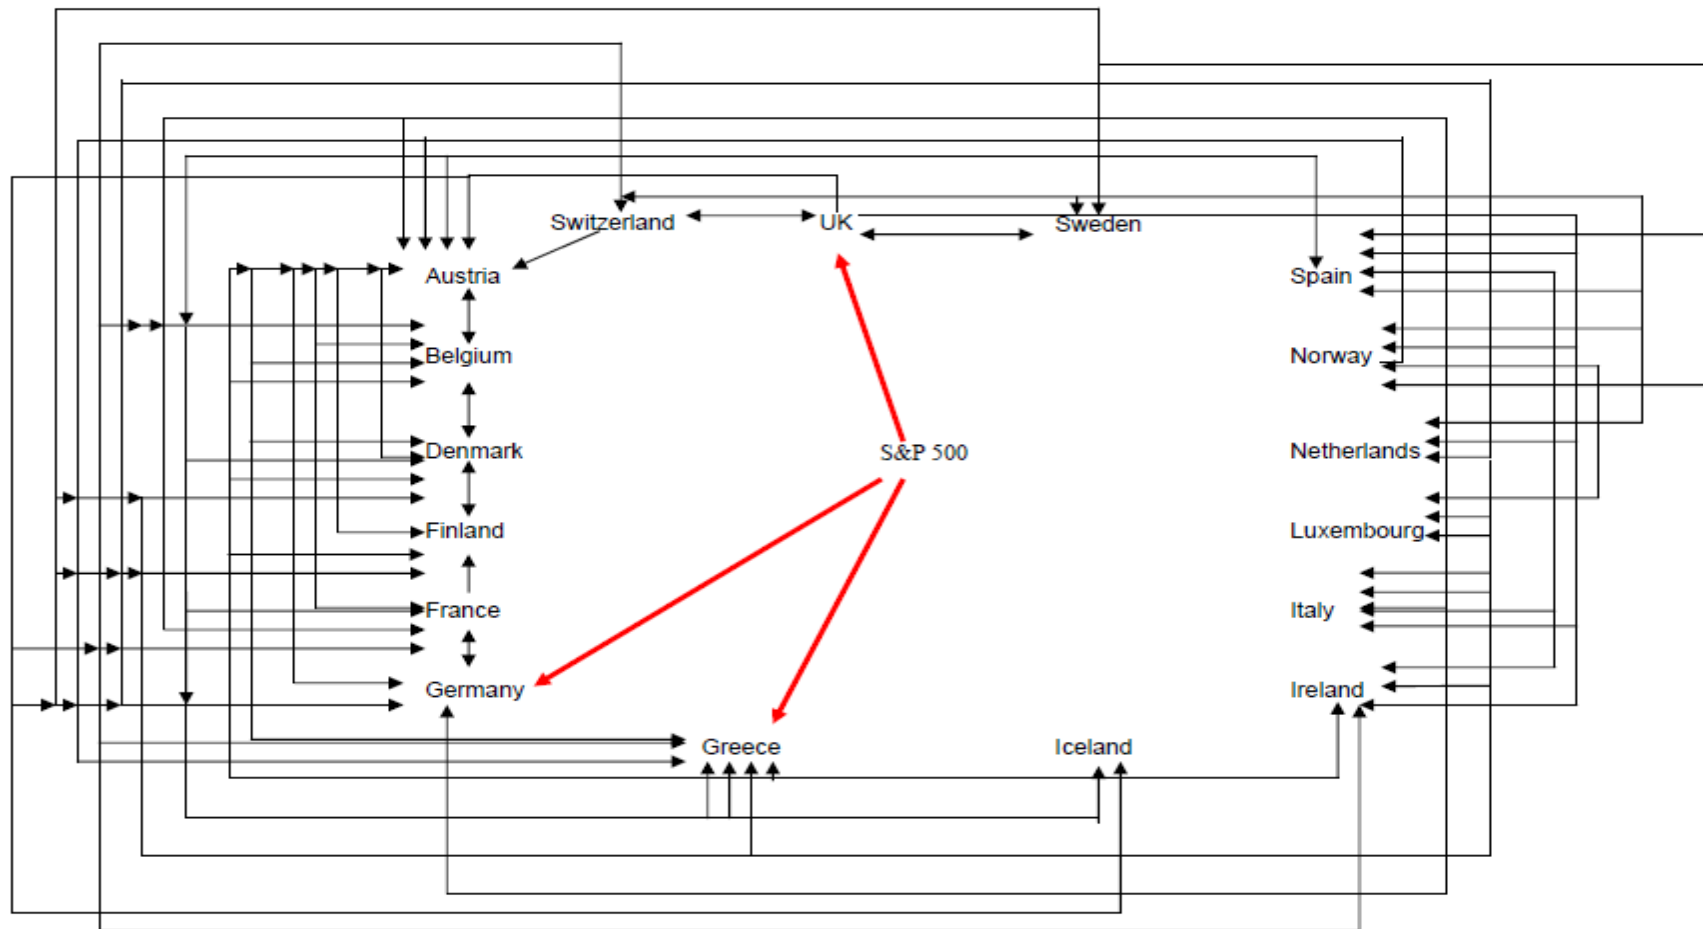 Switzerland
UK
Sweden
Austria
Spain
Belgium
Norway
Denmark
S&P 500
Netherlands
Finland
Luxembourg
France
Italy
Germany
Ireland
Greece
Iceland